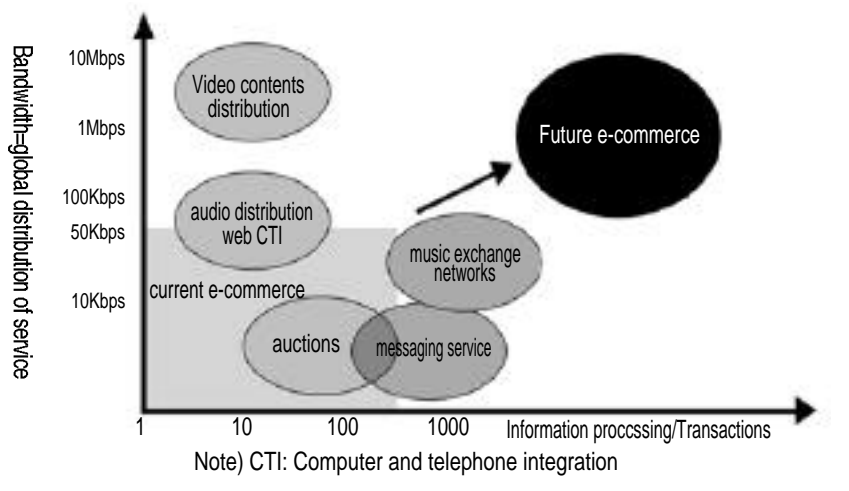 Bandwidth=global distribution of service
10Mbps
1Mbps
100Kbps
50Kbps
10Kbps
Video contents
distribution
Future e-commerce
audio distribution
web CTI
music exchange
networks
current e-commerce
auctions
messaging service
1 10 100 1000 Information proccssing/Transactions
Note) CTI: Computer and telephone integration